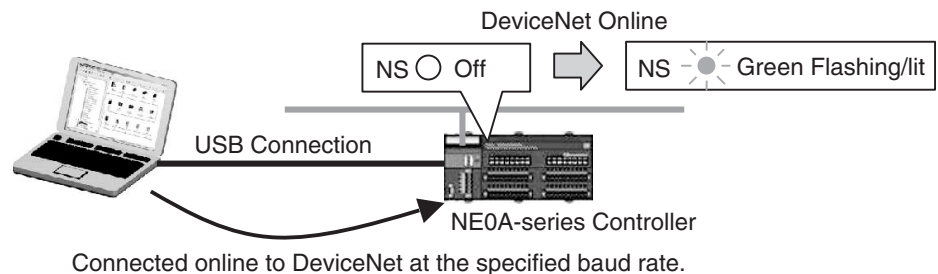 DeviceNet Online
NS Off
NS Green Flashing/lit
USB Connection
NE0A-series Controller
Connected online to DeviceNet at the specified baud rate.